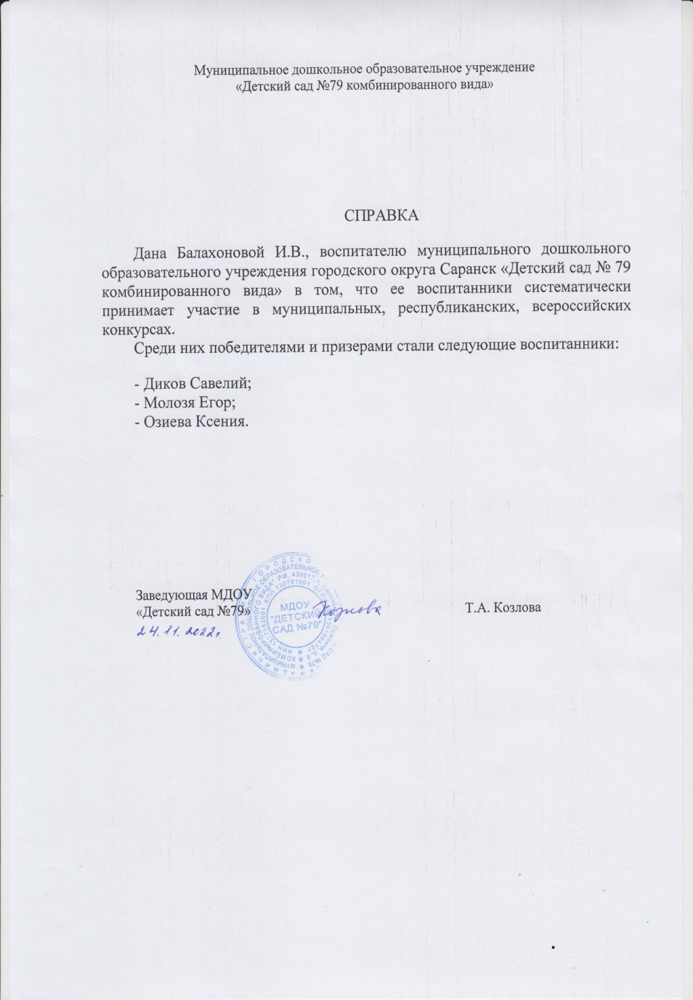 Муниципальное дошкольное образовательное учреждение
«Детский сад №79 комбинированного вида»
СПРАВКА
Дана Балахоновой И.В., воспитателю муниципального дошкольного
образовательного учреждения городского округа Саранск «Детский сад № 79
комбинированного вида» в том, что ее воспитанники систематически
принимает участие в муниципальных, республиканских, всероссийских
конкурсах.
Среди них победителями и призерами стали следующие воспитанники:
- Диков Савелий;
- Молозя Егор;
- Озиева Ксения.
Заведующая МДОУ
«Детский сад №79»
Т.А. Козлова
24.11.2022г.
МДОУ
"ДЕТСКИЙ
САД №79"
Козлова